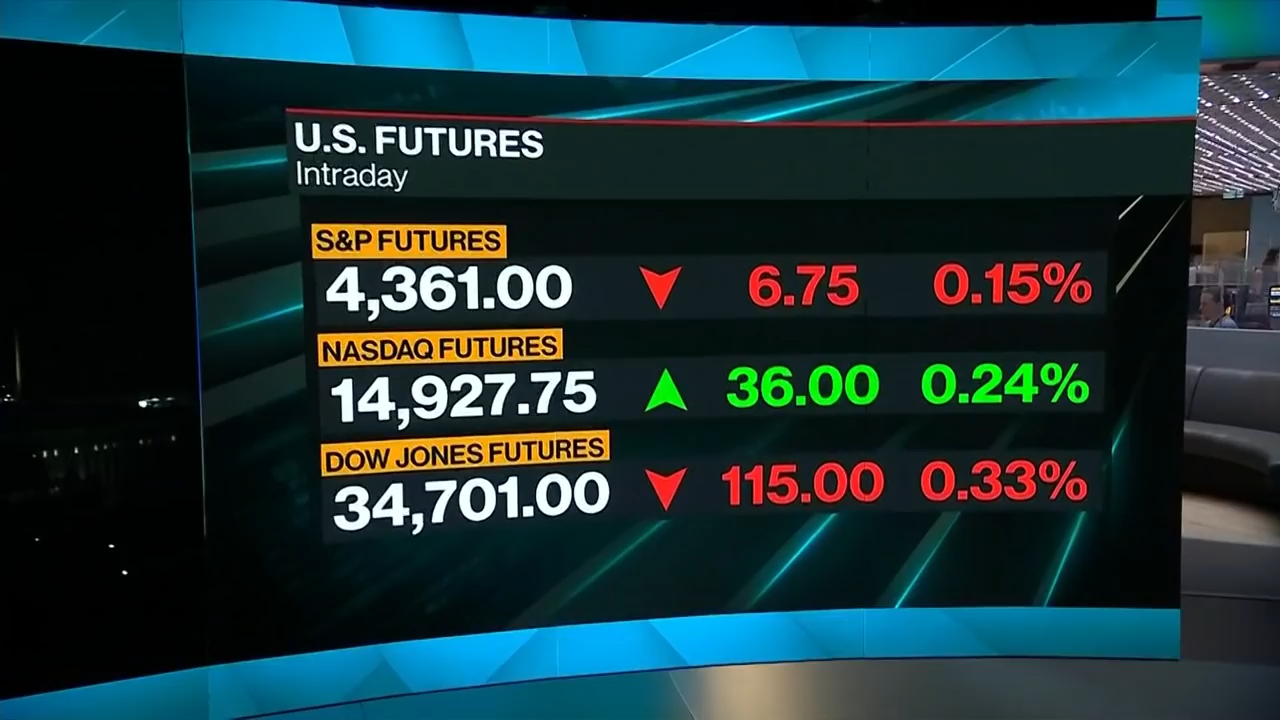 U.S. FUTURES
Intraday
S&P FUTURES
4,361.00 6.75 0.15%
NASDAQ FUTURES
14,927.75 36.00 0.24%
DOW JONES FUTURES
34,701.00 115.00 0.33%